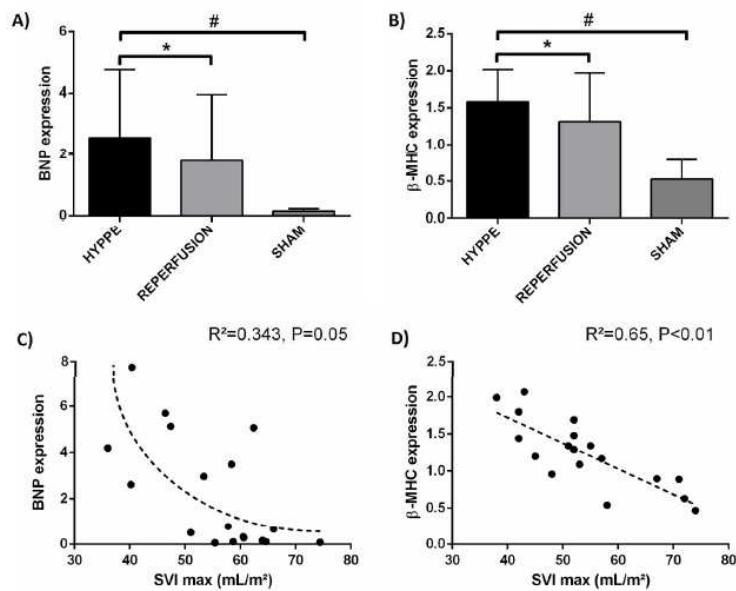 A)
#
*
BNP expression
6
4
2
0
HYPPE
REPERFUSION
SHAM
B)
#
*
β-MHC expression
2.5
2.0
1.5
1.0
0.5
0.0
HYPPE
REPERFUSION
SHAM
C)
R²=0.343, P=0.05
BNP expression
8
6
4
2
0
30 40 50 60 70 80
SVI max (mL/m²)
D)
R²=0.65, P<0.01
β-MHC expression
2.5
2.0
1.5
1.0
0.5
0.0
30 40 50 60 70 80
SVI max (mL/m²)